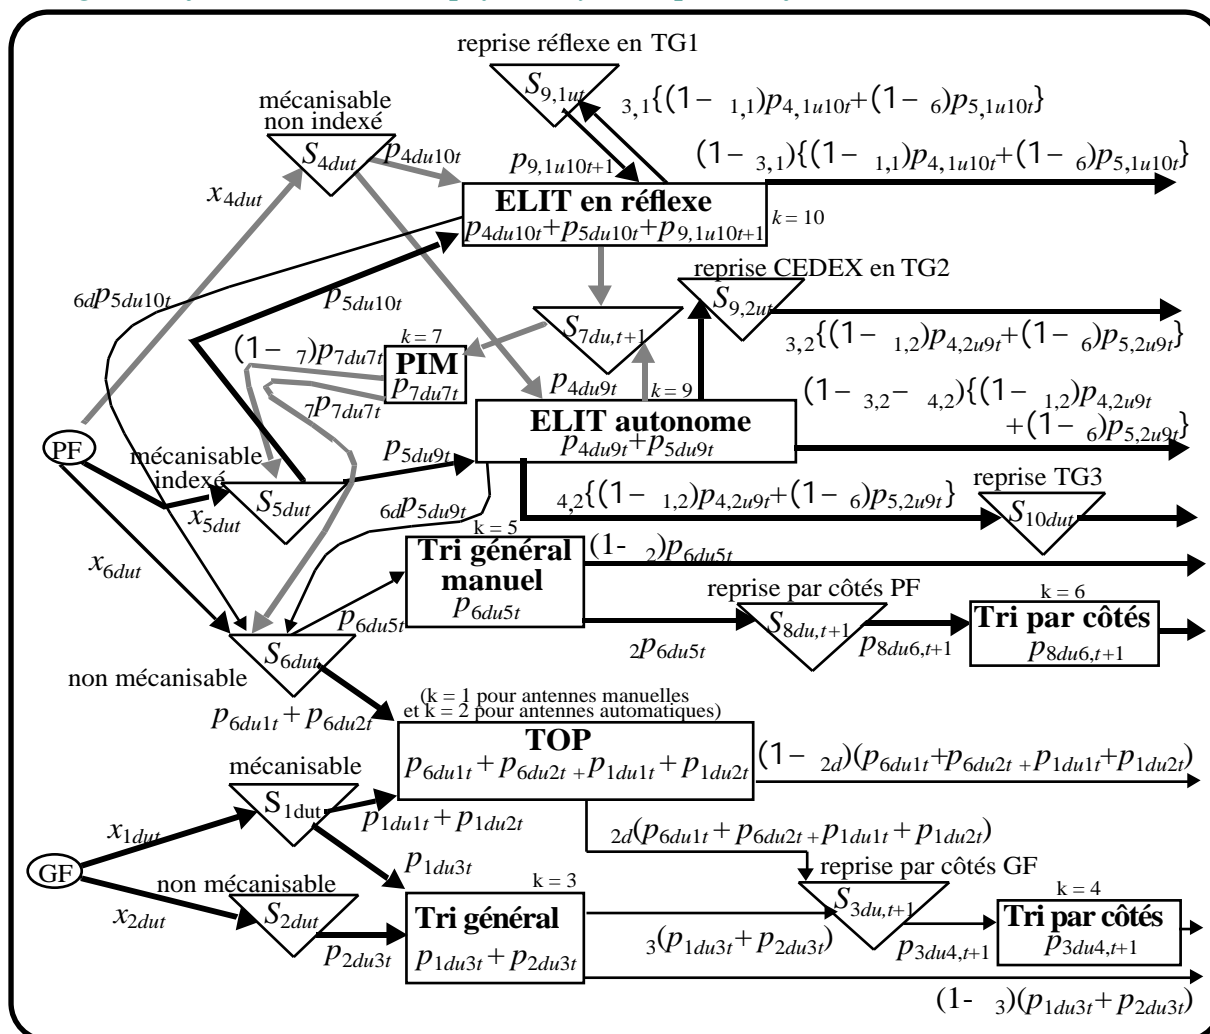 reprise réflexe en TG1
S9,1ut
3,1{(1− 1,1)p4,1u10t+(1− 6)p5,1u10t}
mécanisable
non indexé
S4dut
p4du10t
p9,1u10t+1
(1− 3,1){(1− 1,1)p4,1u10t+(1− 6)p5,1u10t}
x4dut
ELIT en réflexe
p4du10t+p5du10t+p9,1u10t+1
k = 10
6dp5du10t
p5du10t
reprise CEDEX en TG2
S9,2ut
S7du,t+1
3,2{(1− 1,2)p4,2u9t+(1− 6)p5,2u9t}
k = 7
(1− 7)p7du7t
PIM
p7du7t
7p7du7t
p4du9t
k = 9
(1− 3,2− 4,2){(1− 1,2)p4,2u9t
+(1− 6)p5,2u9t}
ELIT autonome
p4du9t+p5du9t
PF
mécanisable
indexé
p5du9t
S5dut
x5dut
6dp5du9t
4,2{(1− 1,2)p4,2u9t+(1− 6)p5,2u9t}
reprise TG3
S10dut
k = 5
Tri général
manuel
p6du5t
(1- 2)p6du5t
x6dut
p6du5t
reprise par côtés PF
S8du,t+1
k = 6
Tri par côtés
p8du6,t+1
2p6du5t
p8du6,t+1
S6dut
non mécanisable
p6du1t + p6du2t
(k = 1 pour antennes manuelles
et k = 2 pour antennes automatiques)
TOP
p6du1t + p6du2t + p1du1t + p1du2t
(1− 2d)(p6du1t+p6du2t + p1du1t+p1du2t)
mécanisable
S1dut
x1dut
p1du1t + p1du2t
2d(p6du1t + p6du2t + p1du1t + p1du2t)
p1du3t
GF
non mécanisable
S2dut
x2dut
k = 3
Tri général
p1du3t + p2du3t
p2du3t
reprise par côtés GF
S3du,t+1
3(p1du3t + p2du3t)
p3du4,t+1
k = 4
Tri par côtés
p3du4,t+1
(1- 3)(p1du3t + p2du3t)